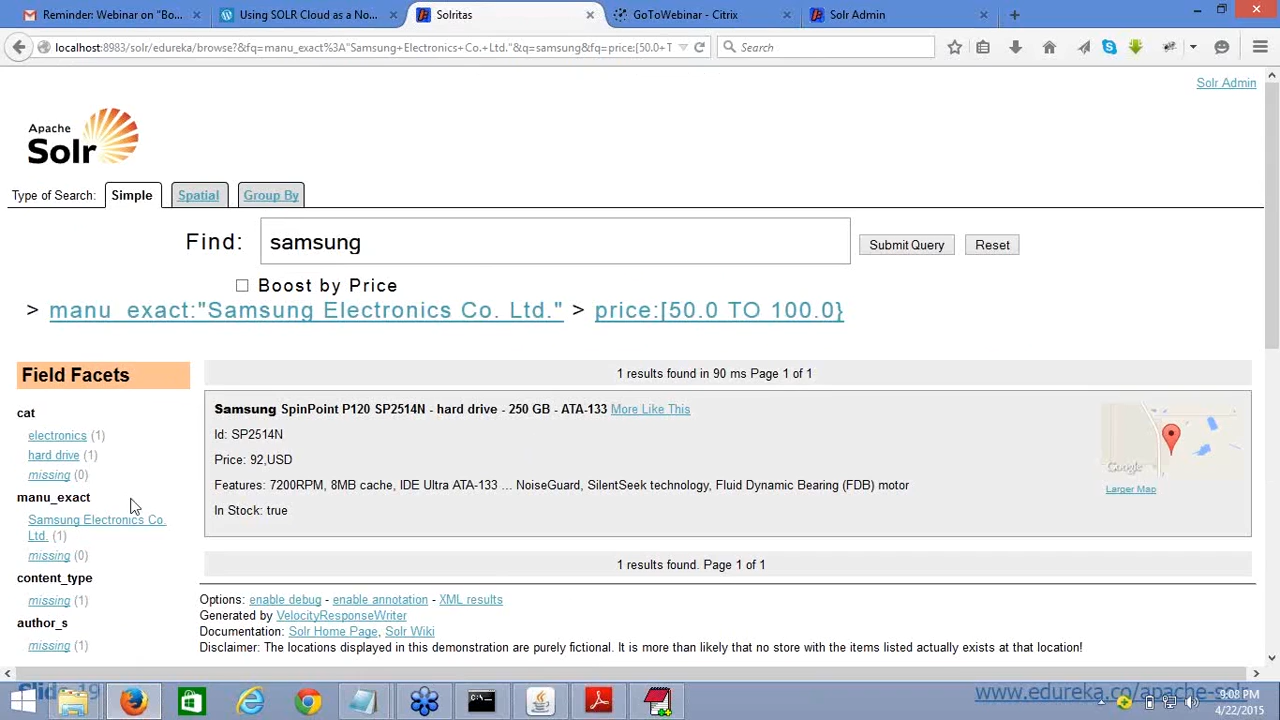 Reminder: Webinar on "Bo...
Using SOLR Cloud as a No...
Solritas
GoToWebinar - Citrix
Solr Admin
localhost:8983/solr/edureka/browse?&fq=manu_exact%3A"Samsung+Electronics+Co.+Ltd."&q=samsung&fq=price:[50.0+T
Search
Solr Admin
Apache
Solr
Type of Search: Simple Spatial Group By
Find: samsung Submit Query Reset
Boost by Price
> manu_exact:"Samsung Electronics Co. Ltd." > price:[50.0 TO 100.0}
Field Facets
cat
electronics (1)
hard drive (1)
missing (0)
manu_exact
Samsung Electronics Co.
Ltd. (1)
missing (0)
content_type
missing (1)
author_s
missing (1)
1 results found in 90 ms Page 1 of 1
Samsung SpinPoint P120 SP2514N - hard drive - 250 GB - ATA-133 More Like This
Id: SP2514N
Price: 92,USD
Features: 7200RPM, 8MB cache, IDE Ultra ATA-133 ... NoiseGuard, SilentSeek technology, Fluid Dynamic Bearing (FDB) motor
In Stock: true
Google
Larger Map
1 results found. Page 1 of 1
Options: enable debug - enable annotation - XML results
Generated by VelocityResponseWriter
Documentation: Solr Home Page, Solr Wiki
Disclaimer: The locations displayed in this demonstration are purely fictional. It is more than likely that no store with the items listed actually exists at that location!
Slide 19
www.edureka.co/apache-sol
9:08 PM
4/22/2015